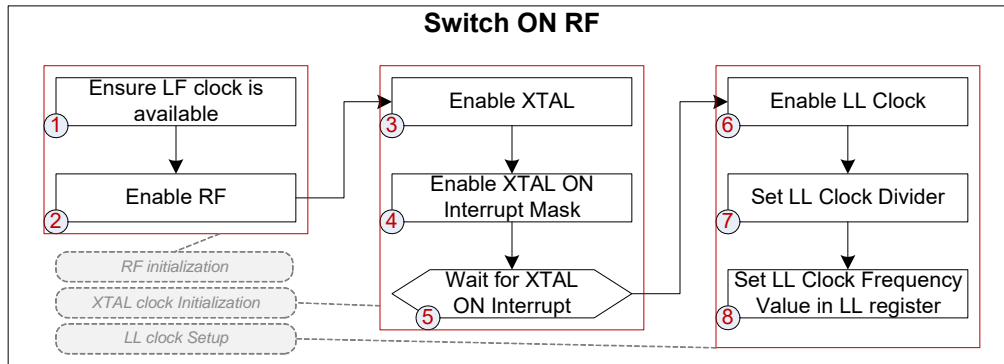 Switch ON RF
Ensure LF clock is
available
1
Enable RF
2
RF initialization
XTAL clock Initialization
LL clock Setup
Enable XTAL
3
Enable XTAL ON
Interrupt Mask
4
Wait for XTAL
ON Interrupt
5
Enable LL Clock
6
Set LL Clock Divider
7
Set LL Clock Frequency
Value in LL register
8